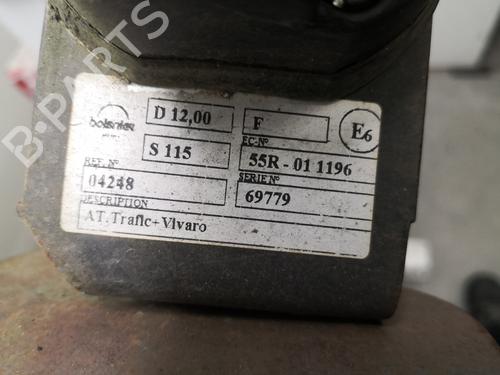 B-PARTS
D 12,00
F
E6
EC-Nº
S 115
55R - 01 1196
REF. Nº
SERIE Nº
04248
69779
DESCRIPTION
AT. Trafic+Vivaro